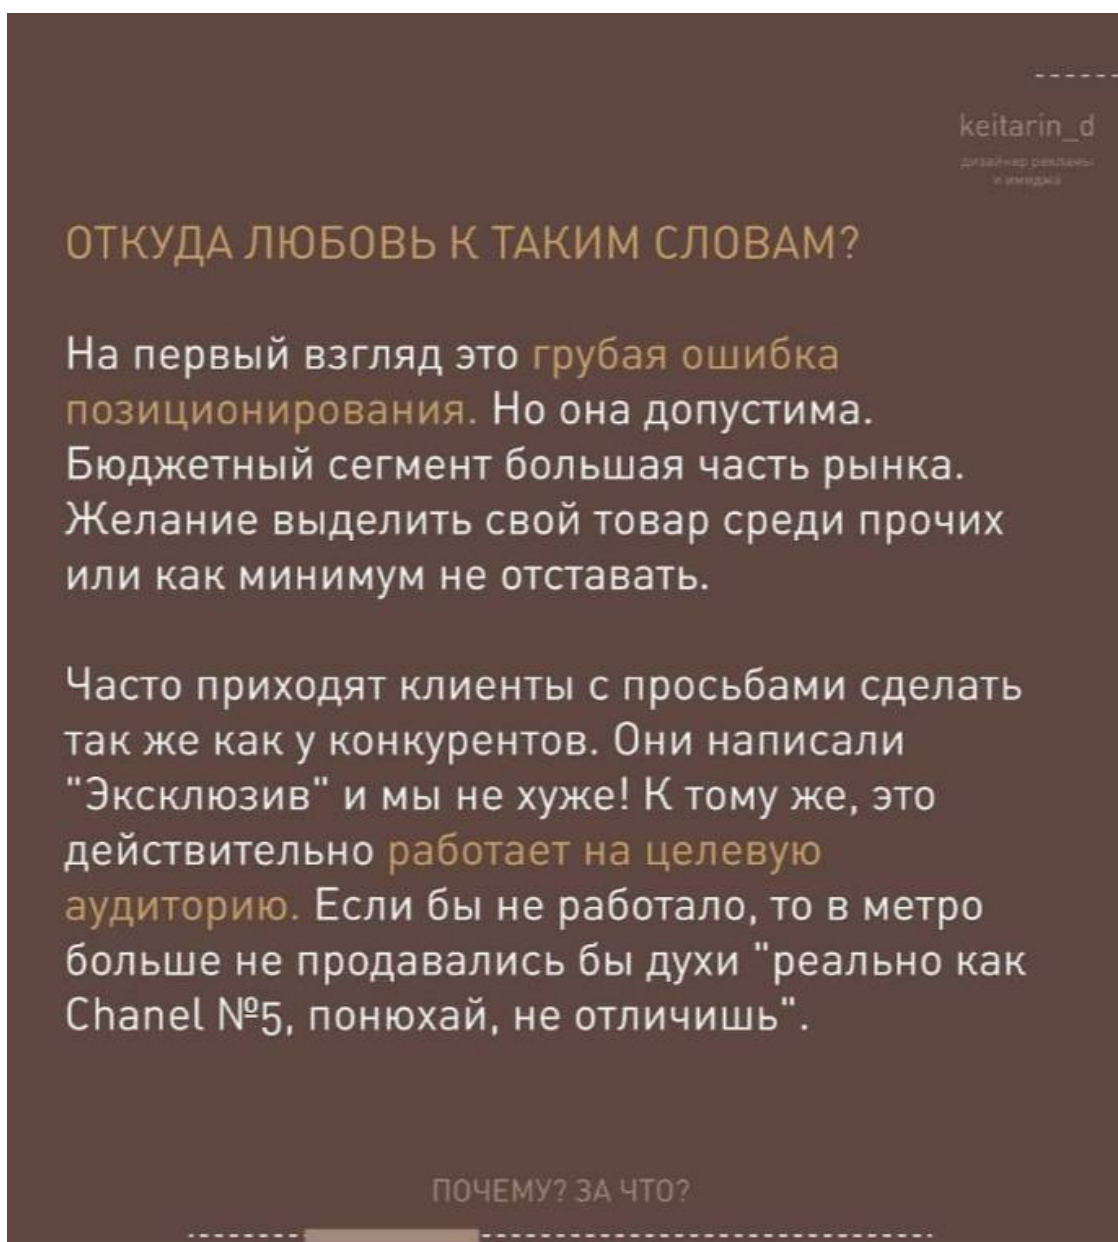 keitarin_d
дизайнер рекламы
и имиджа
ОТКУДА ЛЮБОВЬ К ТАКИМ СЛОВАМ?
На первый взгляд это грубая ошибка
позиционирования. Но она допустима.
Бюджетный сегмент большая часть рынка.
Желание выделить свой товар среди прочих
или как минимум не отставать.
Часто приходят клиенты с просьбами сделать
так же как у конкурентов. Они написали
"Эксклюзив" и мы не хуже! К тому же, это
действительно работает на целевую
аудиторию. Если бы не работало, то в метро
больше не продавались бы духи "реально как
Chanel №5, понюхай, не отличишь".
ПОЧЕМУ? ЗА ЧТО?